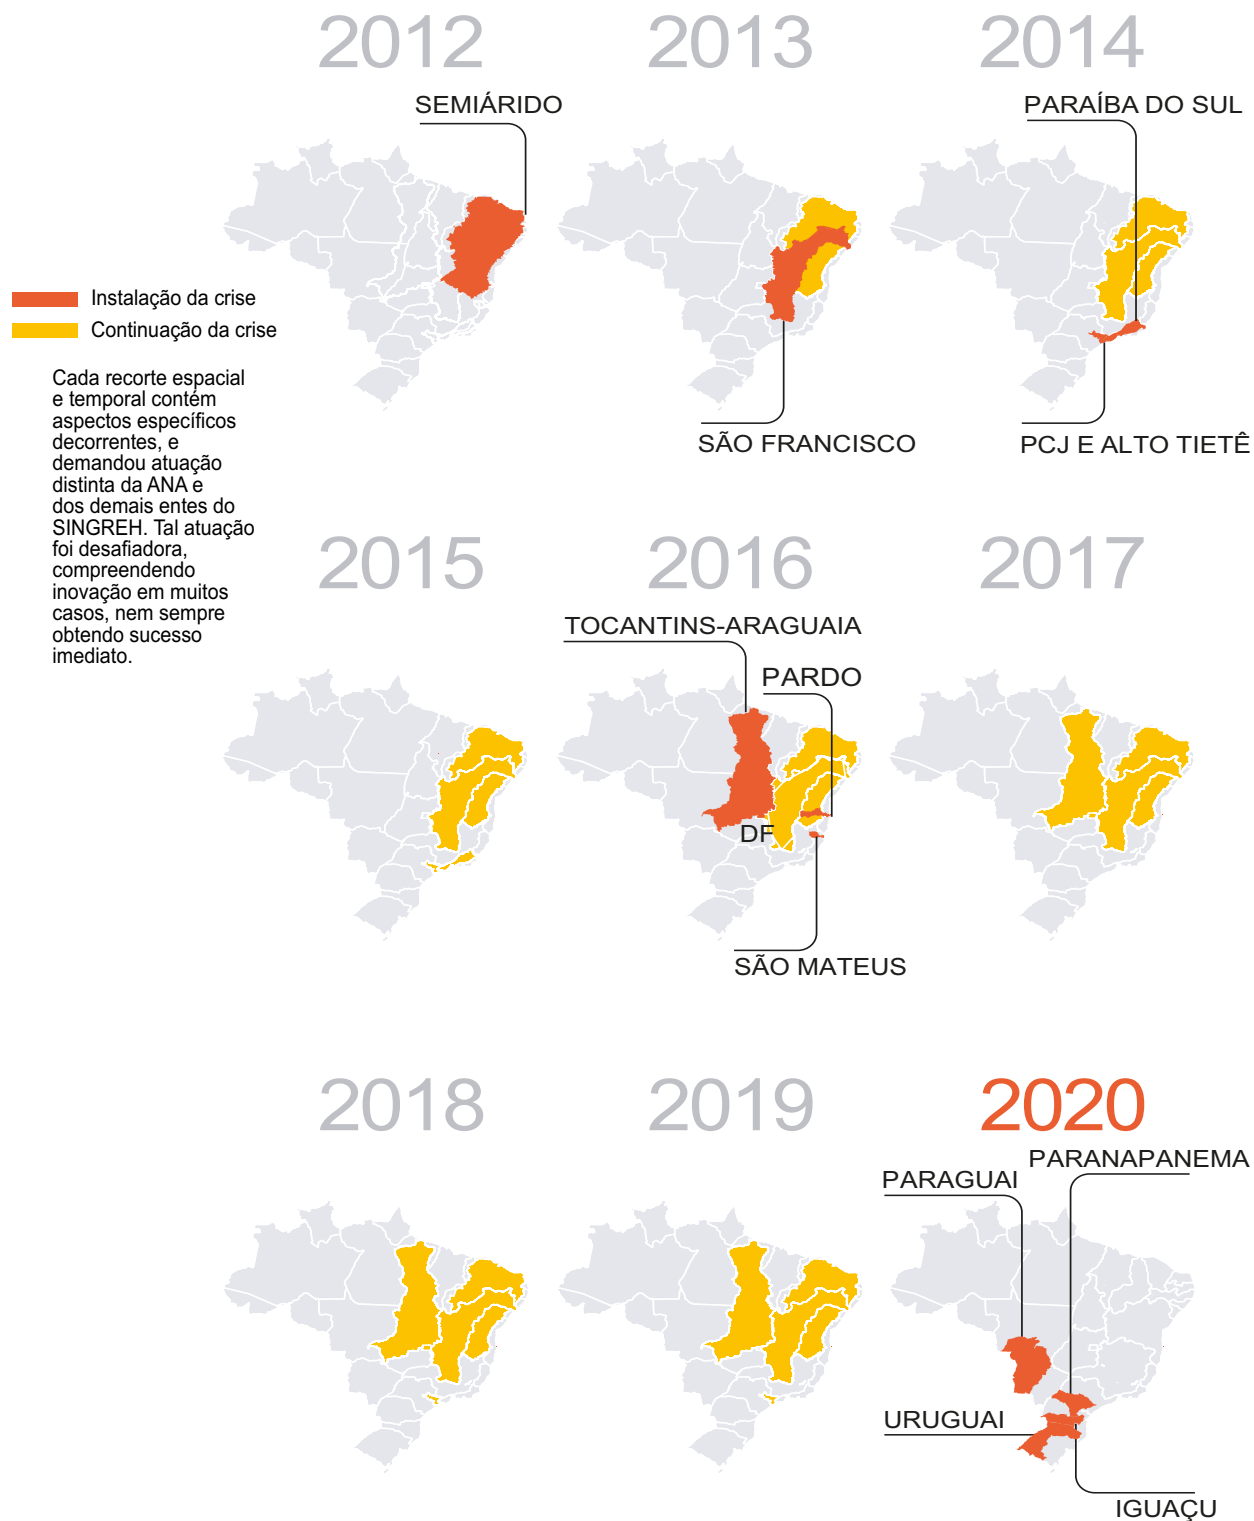 2012
2013
2014
SEMIÁRIDO
PARAÍBA DO SUL
Instalação da crise
Continuação da crise
Cada recorte espacial
e temporal contém
aspectos específicos
decorrentes, e
demandou atuação
distinta da ANA e
dos demais entes do
SINGREH. Tal atuação
foi desafiadora,
compreendendo
inovação em muitos
casos, nem sempre
obtendo sucesso
imediato.
SÃO FRANCISCO
PCJ E ALTO TIETÊ
2015
2016
2017
TOCANTINS-ARAGUAIA
PARDO
DF
SÃO MATEUS
2018
2019
2020
PARANAPANEMA
PARAGUAI
URUGUAI
IGUAÇU